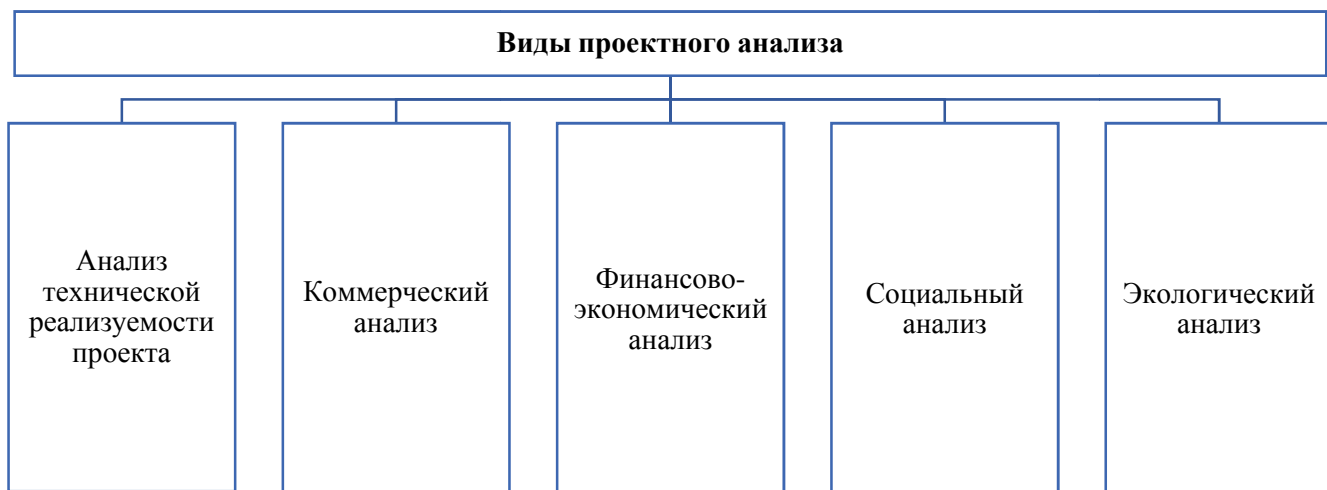 Виды проектного анализа
Анализ
технической
реализуемости
проекта
Коммерческий
анализ
Финансово-
экономический
анализ
Социальный
анализ
Экологический
анализ